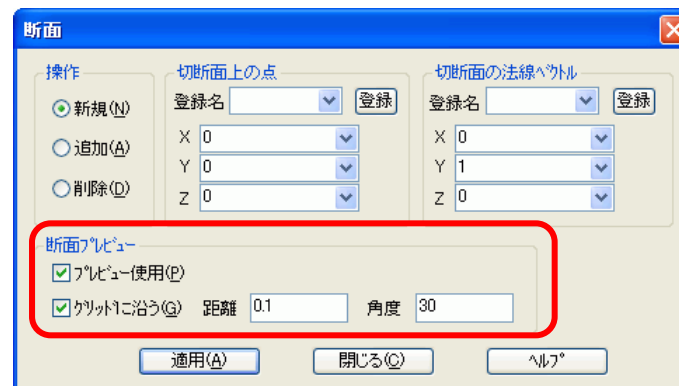 断面
操作
新規(N)
追加(A)
削除(D)
切断面上の点
登録名 登録
X 0
Y 0
Z 0
切断面の法線ﾍﾞｸﾄﾙ
登録名 登録
X 0
Y 1
Z 0
断面ﾌﾟﾚﾋﾞｭｰ
ﾌﾟﾚﾋﾞｭｰ使用(P)
ｸﾞﾘｯﾄﾞに沿う(G) 距離 0.1 角度 30
適用(A) 閉じる(C) ﾍﾙﾌﾟ